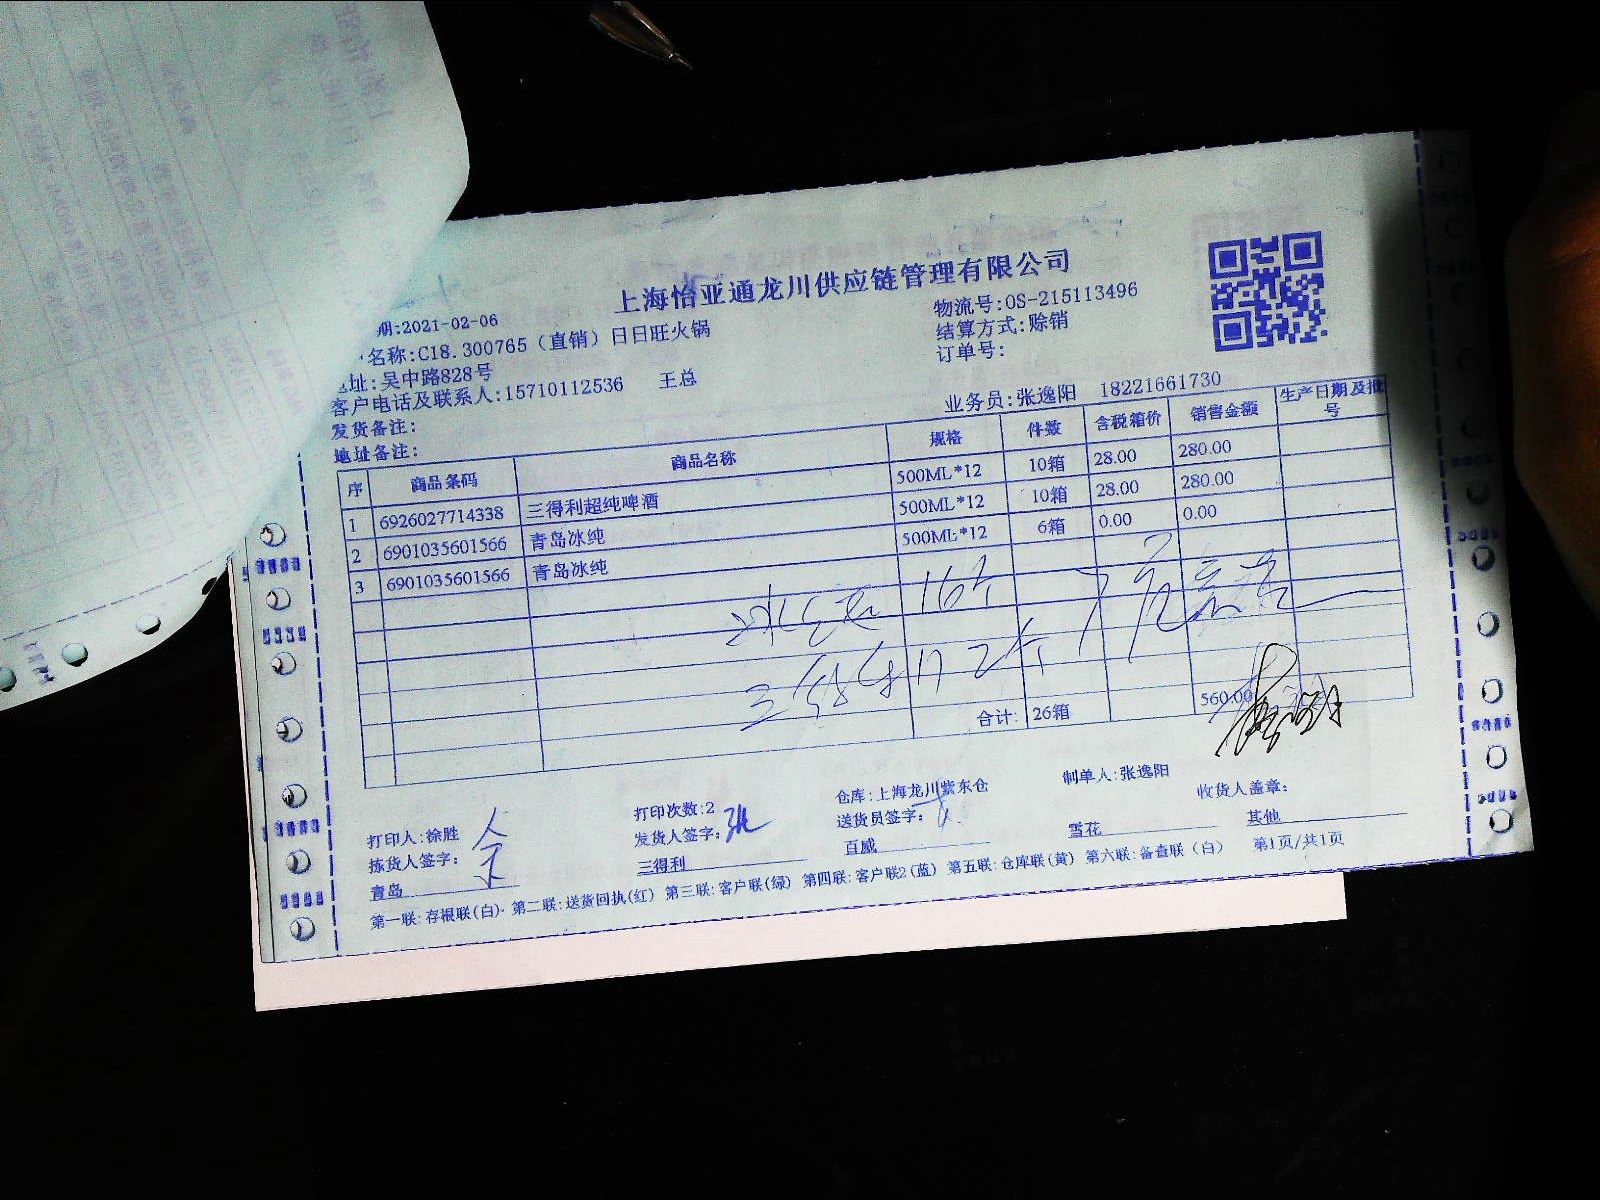 上海怡亚通龙川供应链管理有限公司
期:2021-02-06
物流号:OS-215113496
名称:C18.300765（直销）日日旺火锅
结算方式:赊销
址:吴中路828号
订单号:
客户电话及联系人:15710112536 王总
业务员:张逸阳 18221661730
发货备注:
地址备注:
序 商品条码 商品名称 规格 件数 含税箱价 销售金额 生产日期及批号
1 6926027714338 三得利超纯啤酒 500ML*12 10箱 28.00 280.00
2 6901035601566 青岛冰纯 500ML*12 10箱 28.00 280.00
3 6901035601566 青岛冰纯 500ML*12 6箱 0.00 0.00
合计: 26箱 560.00
打印人:徐胜 打印次数:2 仓库:上海龙川紫东仓 制单人:张逸阳 收货人盖章:
拣货人签字: 发货人签字: 送货员签字:
青岛 三得利 百威 雪花 其他
第一联:存根联(白) 第二联:送货回执(红) 第三联:客户联(绿) 第四联:客户联2(蓝) 第五联:仓库联(黄) 第六联:备查联（白） 第1页/共1页